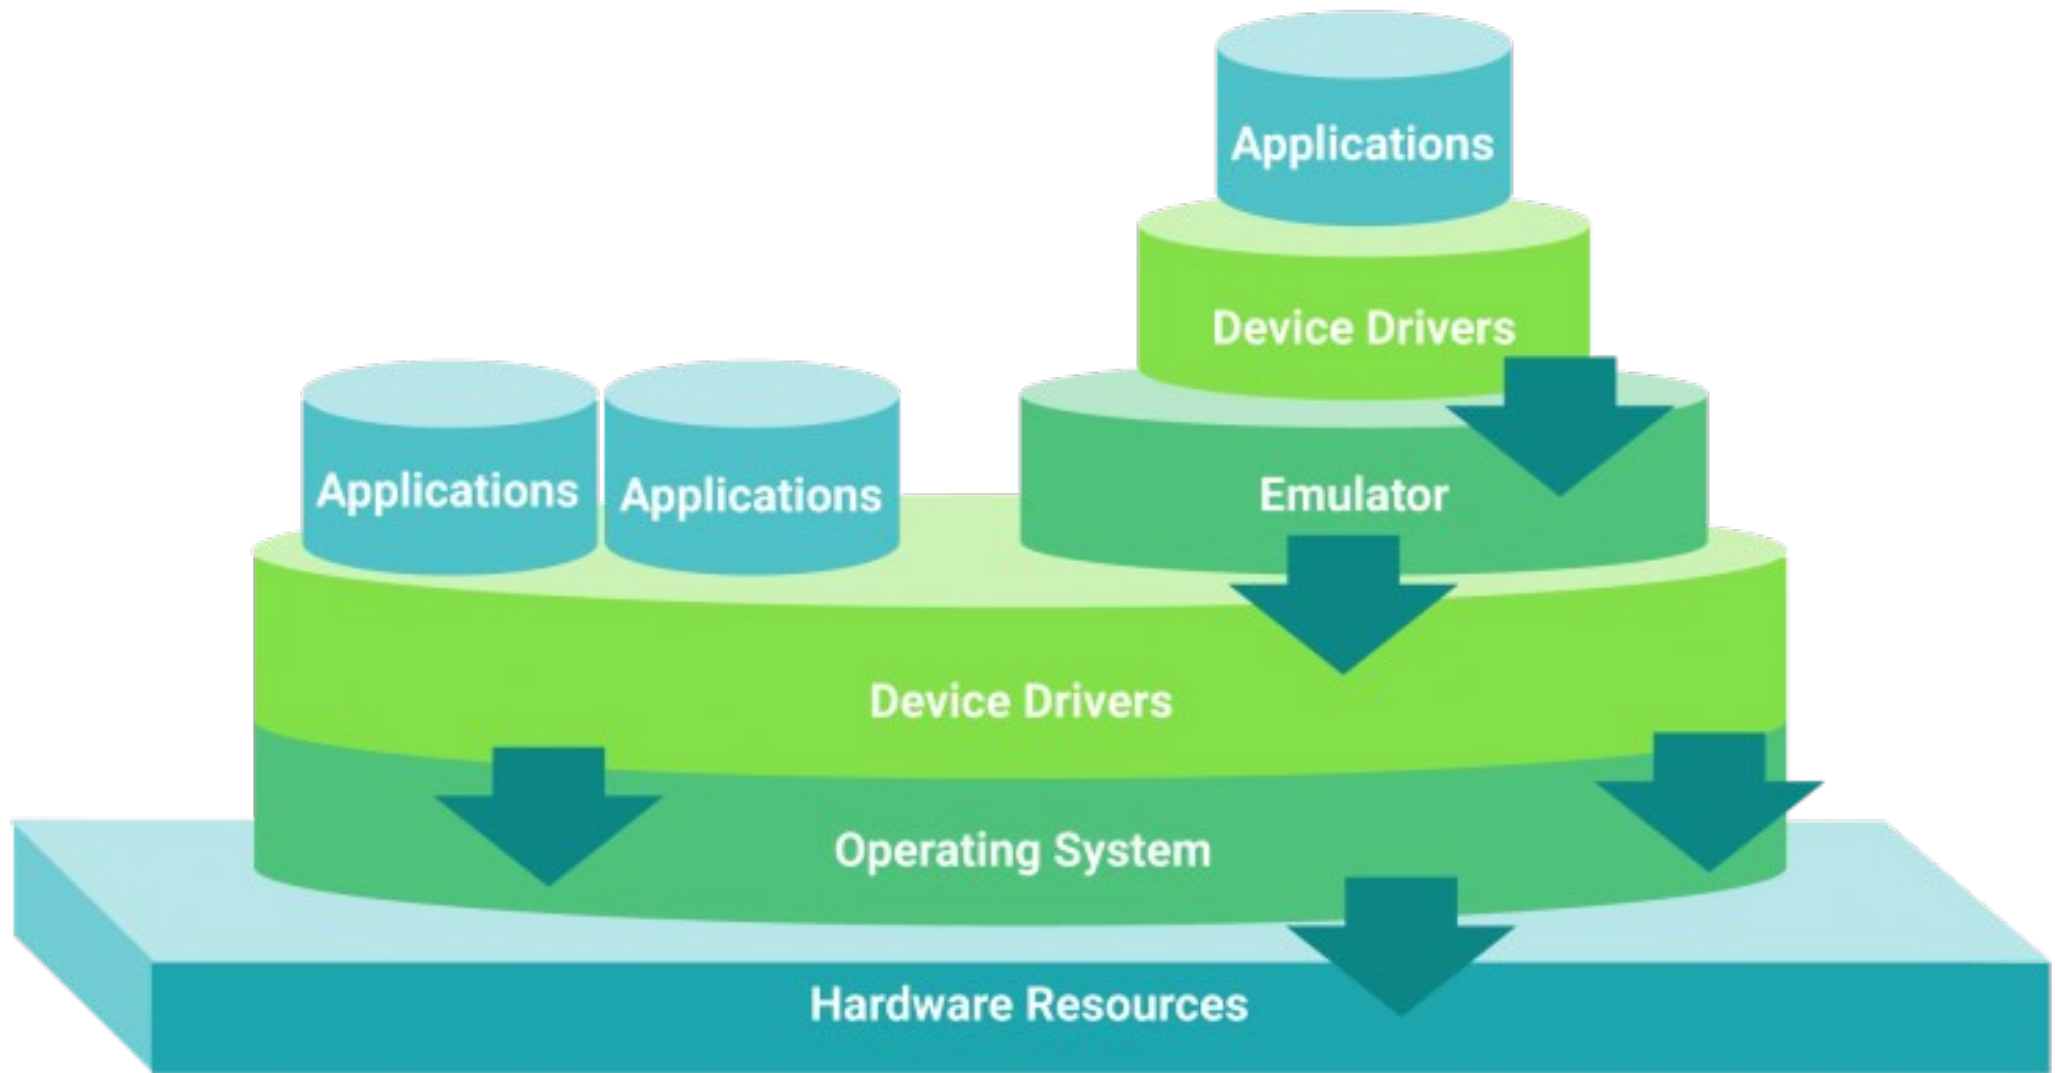 Applications
Device Drivers
Applications
Applications
Emulator
Device Drivers
Operating System
Hardware Resources